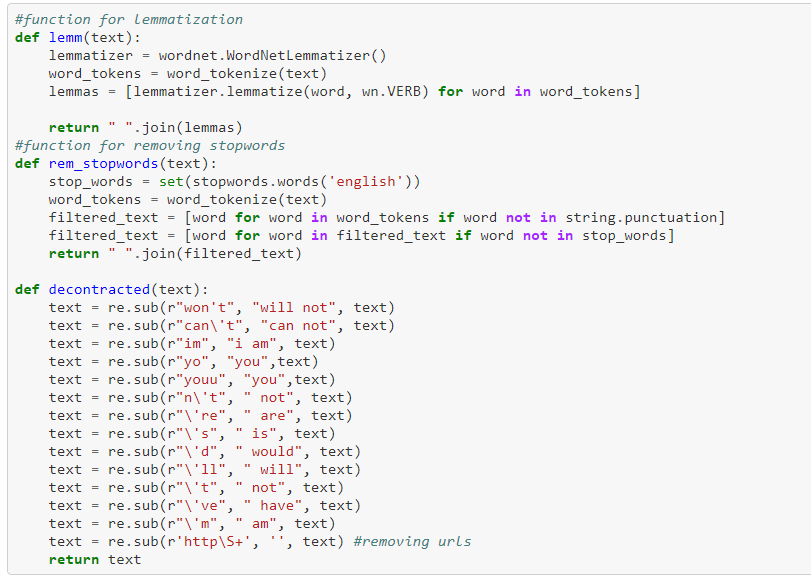 #function for lemmatization
def lemm(text):
    lemmatizer = wordnet.WordNetLemmatizer()
    word_tokens = word_tokenize(text)
    lemmas = [lemmatizer.lemmatize(word, wn.VERB) for word in word_tokens]

    return " ".join(lemmas)
#function for removing stopwords
def rem_stopwords(text):
    stop_words = set(stopwords.words('english'))
    word_tokens = word_tokenize(text)
    filtered_text = [word for word in word_tokens if word not in string.punctuation]
    filtered_text = [word for word in filtered_text if word not in stop_words]
    return " ".join(filtered_text)

def decontracted(text):
    text = re.sub(r"won't", "will not", text)
    text = re.sub(r"can\'t", "can not", text)
    text = re.sub(r"im", "i am", text)
    text = re.sub(r"yo", "you",text)
    text = re.sub(r"youu", "you",text)
    text = re.sub(r"n\'t", " not", text)
    text = re.sub(r"\'re", " are", text)
    text = re.sub(r"\'s", " is", text)
    text = re.sub(r"\'d", " would", text)
    text = re.sub(r"\'ll", " will", text)
    text = re.sub(r"\'t", " not", text)
    text = re.sub(r"\'ve", " have", text)
    text = re.sub(r"\'m", " am", text)
    text = re.sub(r'http\S+', '', text) #removing urls
    return text